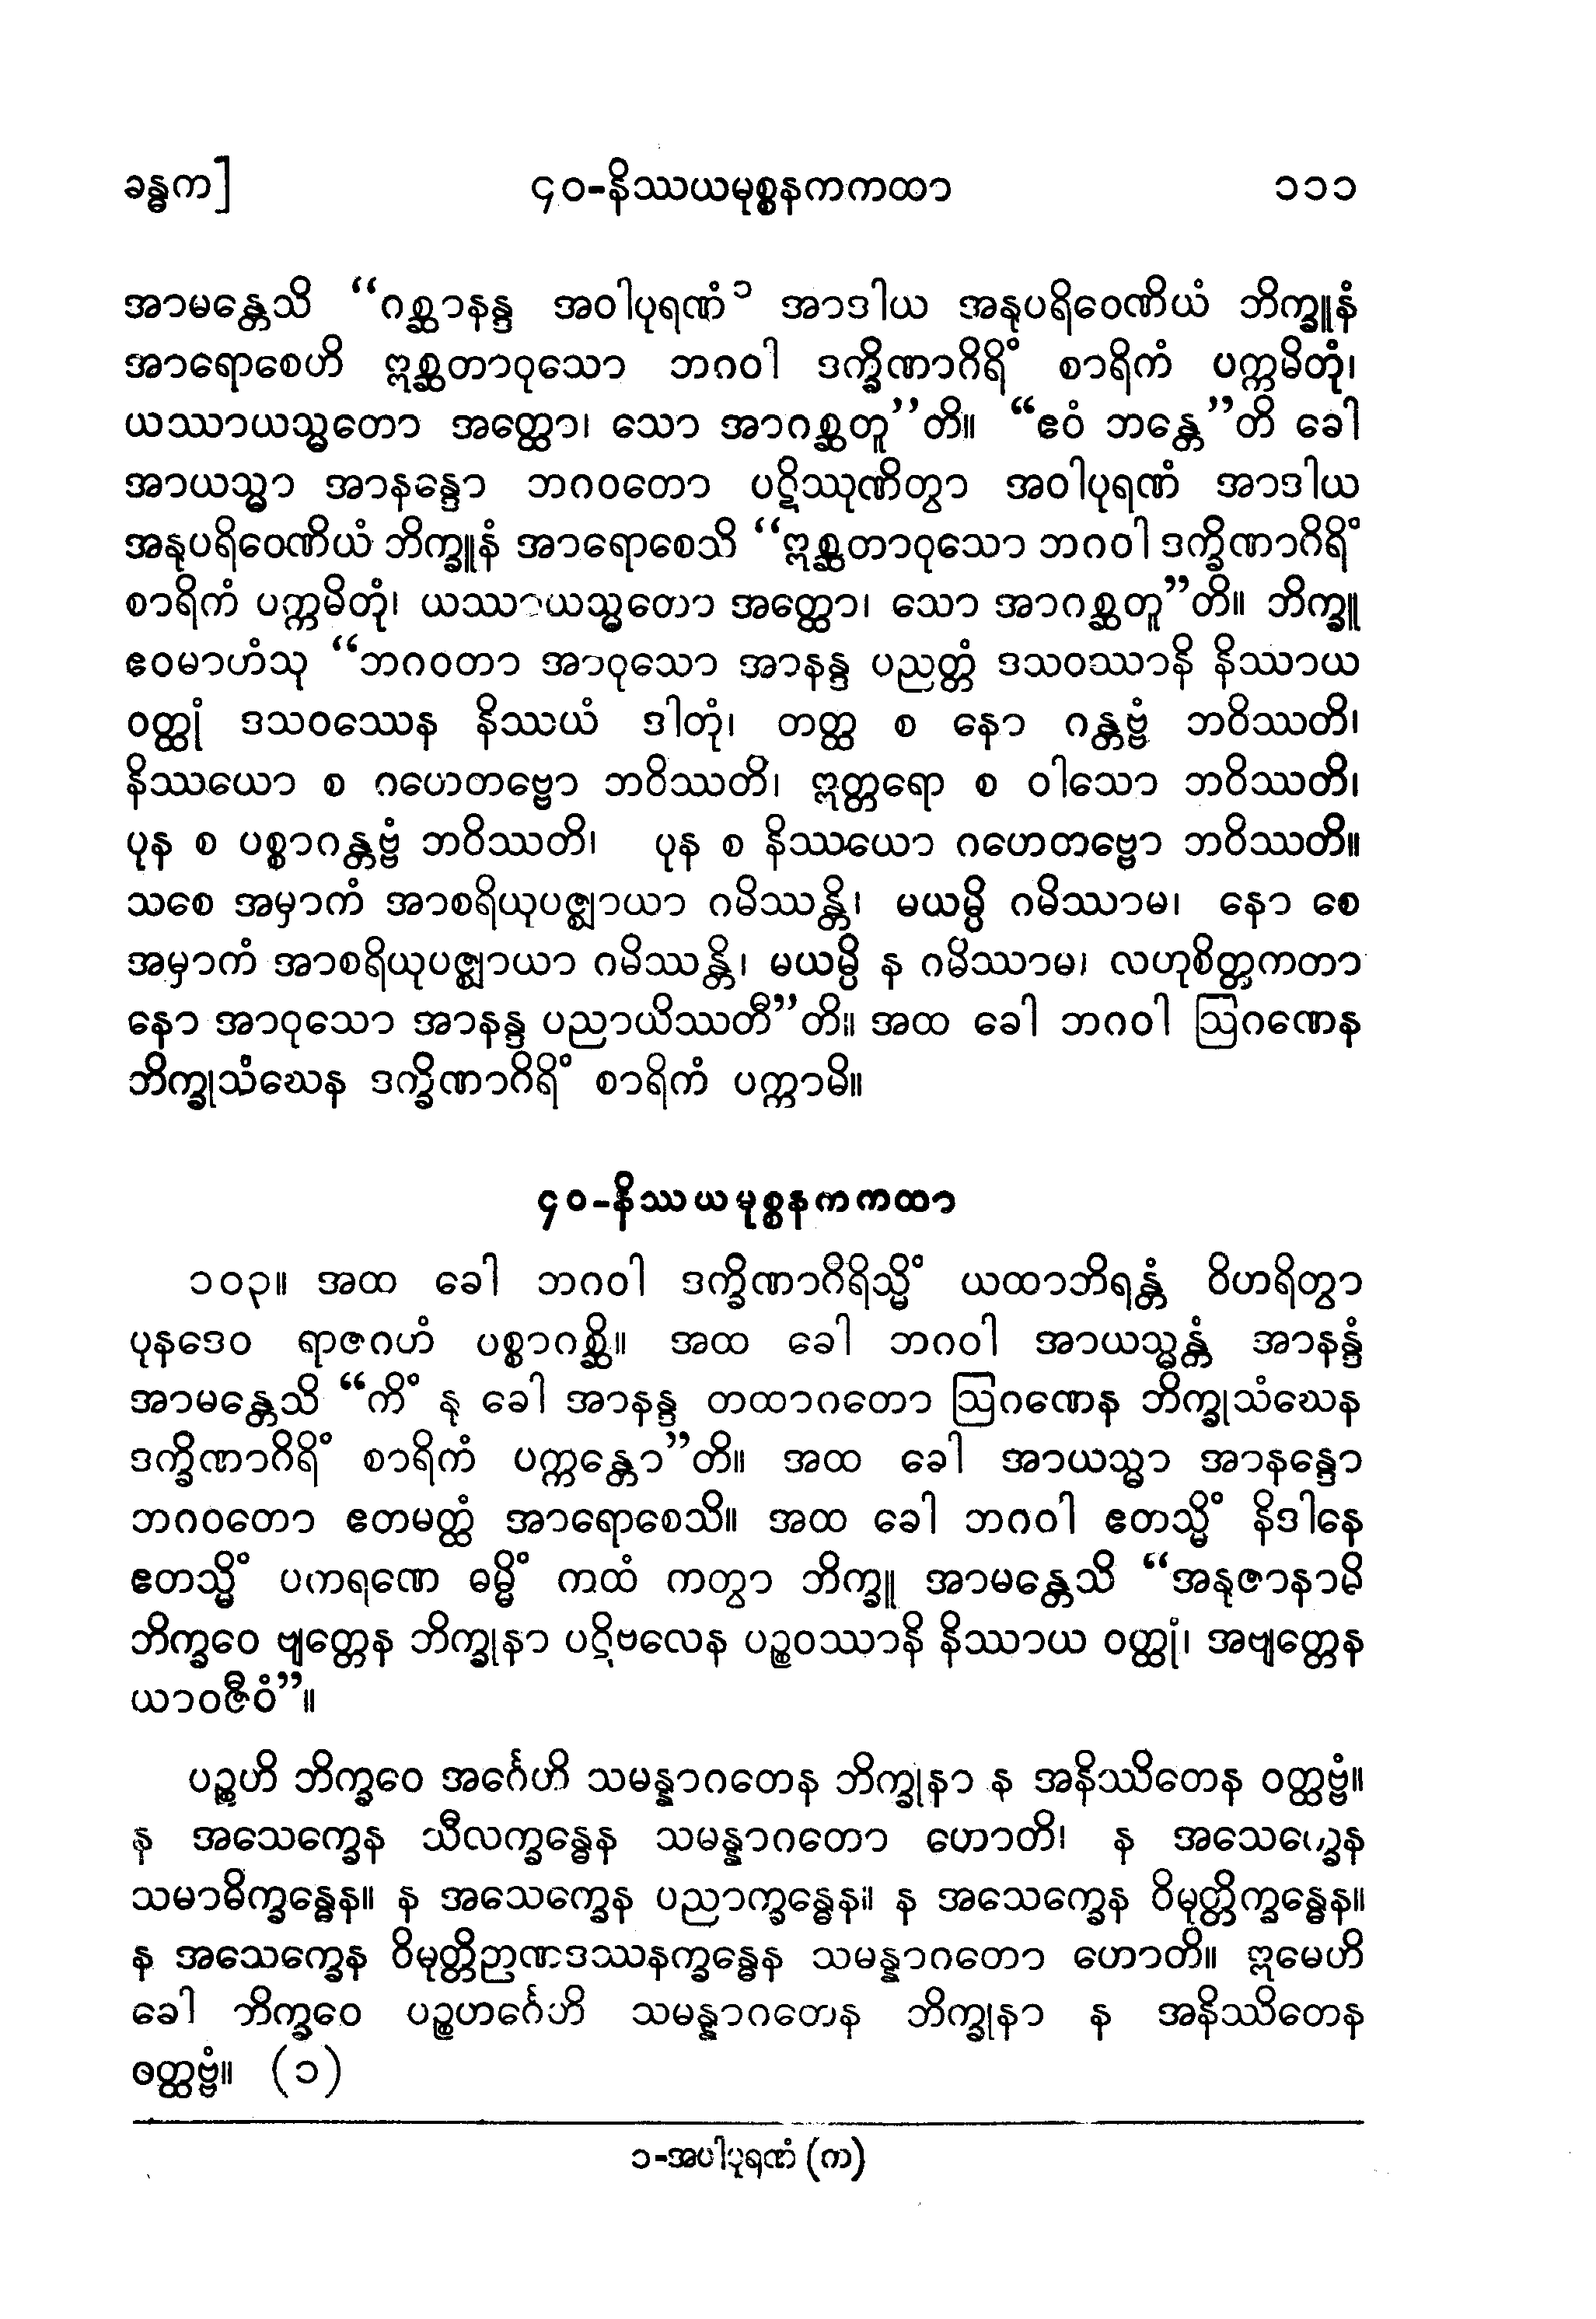 ခန္ဓက] ၄၀-နိဿယမုစ္စနကကထာ ၁၁၁
အာမန္တေသိ “ဂစ္ဆာနန္ဒ အဝါပုရဏံ၁ အာဒါယ အနုပရိဝေဏိယံ ဘိက္ခူနံ
အာရောစေဟိ ဣစ္ဆတာဝုသော ဘဂဝါ ဒက္ခိဏာဂိရိံ စာရိကံ ပက္ကမိတုံ၊
ယဿာယသ္မတော အတ္ထော၊ သော အာဂစ္ဆတူ”တိ။ “ဧဝံ ဘန္တေ”တိ ခေါ
အာယသ္မာ အာနန္ဒော ဘဂဝတော ပဋိဿုဏိတွာ အဝါပုရဏံ အာဒါယ
အနုပရိဝေဏိယံ ဘိက္ခူနံ အာရောစေသိ “ဣစ္ဆတာဝုသော ဘဂဝါ ဒက္ခိဏာဂိရိံ
စာရိကံ ပက္ကမိတုံ၊ ယဿာယသ္မတော အတ္ထော၊ သော အာဂစ္ဆတူ”တိ။ ဘိက္ခူ
ဧဝမာဟံသု “ဘဂဝတာ အာဝုသော အာနန္ဒ ပညတ္တံ ဒသဝဿာနိ နိဿာယ
ဝတ္ထုံ ဒသဝဿေန နိဿယံ ဒါတုံ၊ တတ္ထ စ နော ဂန္တဗ္ဗံ ဘဝိဿတိ၊
နိဿယော စ ဂဟေတဗ္ဗော ဘဝိဿတိ၊ ဣတ္တရော စ ဝါသော ဘဝိဿတိ၊
ပုန စ ပစ္စာဂန္တဗ္ဗံ ဘဝိဿတိ၊ ပုန စ နိဿယော ဂဟေတဗ္ဗော ဘဝိဿတိ။
သစေ အမှာကံ အာစရိယုပဇ္ဈာယာ ဂမိဿန္တိ၊ မယမ္ပိ ဂမိဿာမ၊ နော စေ
အမှာကံ အာစရိယုပဇ္ဈာယာ ဂမိဿန္တိ၊ မယမ္ပိ န ဂမိဿာမ၊ လဟုစိတ္တကတာ
နော အာဝုသော အာနန္ဒ ပညာယိဿတီ”တိ။ အထ ခေါ ဘဂဝါ ဩဂဏေန
ဘိက္ခုသံဃေန ဒက္ခိဏာဂိရိံ စာရိကံ ပက္ကာမိ။
၄၀-နိဿယမုစ္စနကကထာ
၁၀၃။ အထ ခေါ ဘဂဝါ ဒက္ခိဏာဂိရိသ္မိံ ယထာဘိရန္တံ ဝိဟရိတွာ
ပုနဒေဝ ရာဇဂဟံ ပစ္စာဂစ္ဆိ။ အထ ခေါ ဘဂဝါ အာယသ္မန္တံ အာနန္ဒံ
အာမန္တေသိ “ကိံ နု ခေါ အာနန္ဒ တထာဂတော ဩဂဏေန ဘိက္ခုသံဃေန
ဒက္ခိဏာဂိရိံ စာရိကံ ပက္ကန္တော”တိ။ အထ ခေါ အာယသ္မာ အာနန္ဒော
ဘဂဝတော ဧတမတ္ထံ အာရောစေသိ။ အထ ခေါ ဘဂဝါ ဧတသ္မိံ နိဒါနေ
ဧတသ္မိံ ပကရဏေ ဓမ္မိံ ကထံ ကတွာ ဘိက္ခူ အာမန္တေသိ “အနုဇာနာမိ
ဘိက္ခဝေ ဗျတ္တေန ဘိက္ခုနာ ပဋိဗလေန ပဉ္စဝဿာနိ နိဿာယ ဝတ္ထုံ၊ အဗျတ္တေန
ယာဝဇီဝံ”။
ပဉ္စဟိ ဘိက္ခဝေ အင်္ဂေဟိ သမန္နာဂတေန ဘိက္ခုနာ န အနိဿိတေန ဝတ္ထဗ္ဗံ။
န အသေက္ခေန သီလက္ခန္ဓေန သမန္နာဂတော ဟောတိ၊ န အသေက္ခေန
သမာဓိက္ခန္ဓေန။ န အသေက္ခေန ပညာက္ခန္ဓေန။ န အသေက္ခေန ဝိမုတ္တိက္ခန္ဓေန။
န အသေက္ခေန ဝိမုတ္တိဉာဏဒဿနက္ခန္ဓေန သမန္နာဂတော ဟောတိ။ ဣမေဟိ
ခေါ ဘိက္ခဝေ ပဉ္စဟင်္ဂေဟိ သမန္နာဂတေန ဘိက္ခုနာ န အနိဿိတေန
ဝတ္ထဗ္ဗံ။ (၁)
၁-အပါပုရဏံ (က)